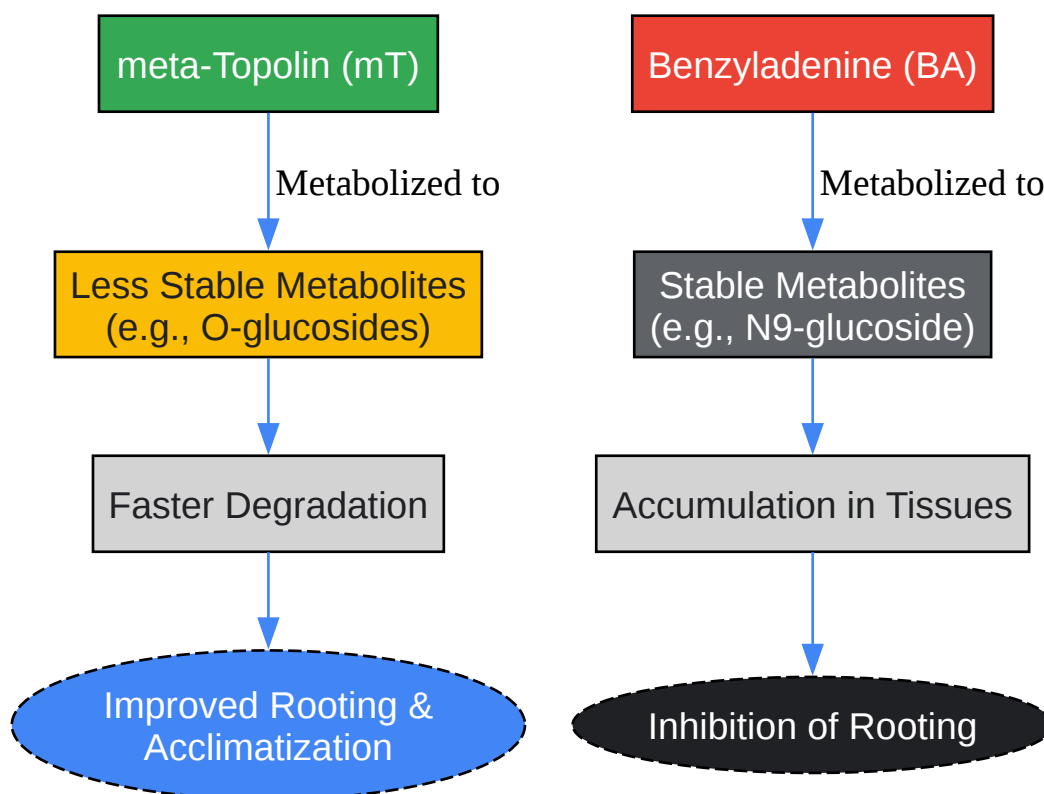 meta-Topolin (mT)
Benzyladenine (BA)
Metabolized to
Metabolized to
Less Stable Metabolites
(e.g., O-glucosides)
Stable Metabolites
(e.g., N9-glucoside)
Faster Degradation
Accumulation in Tissues
Improved Rooting &
Acclimatization
Inhibition of Rooting